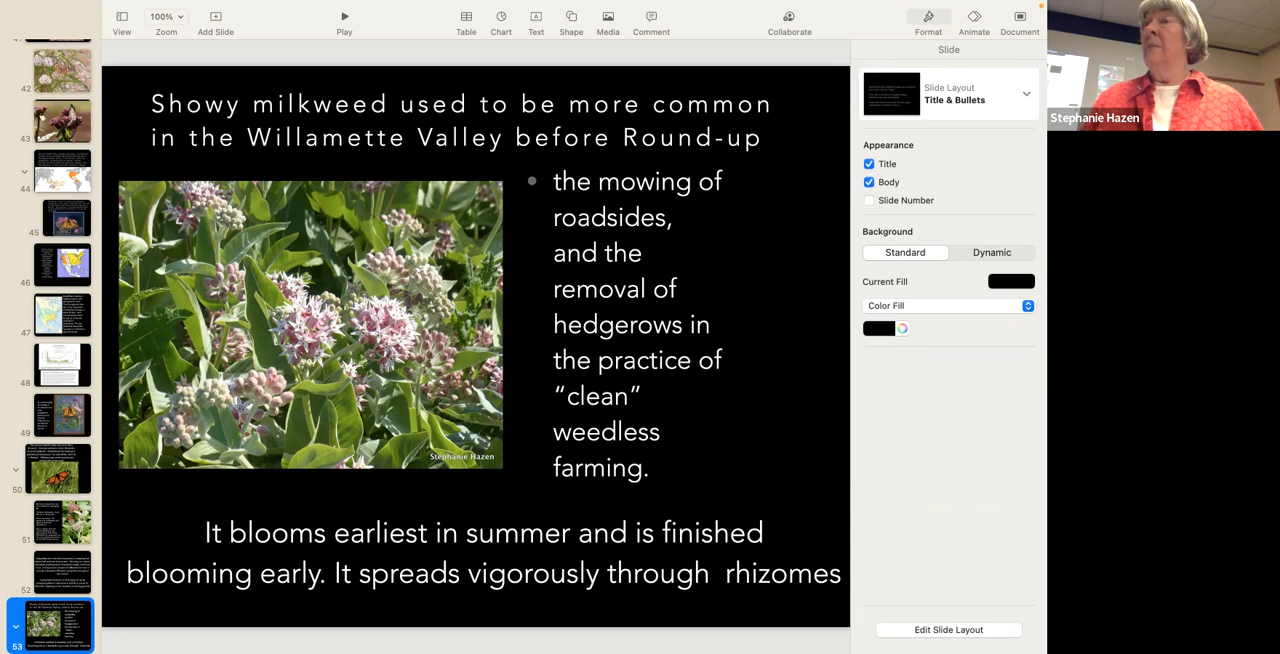 100%
View
Zoom
Add Slide
Play
Table
Chart
Text
Shape
Media
Comment
Collaborate
Format
Animate
Document
42
43
44
45
46
47
48
49
50
51
52
53
Showy milkweed used to be more common
in the Willamette Valley before Round-up
the mowing of
roadsides,
and the
removal of
hedgerows in
the practice of
“clean”
weedless
farming.
Stephanie Hazen
It blooms earliest in summer and is finished
blooming early. It spreads vigorously through rhizomes
Slide
Slide Layout
Title & Bullets
Appearance
Title
Body
Slide Number
Background
Standard
Dynamic
Current Fill
Color Fill
Edit Slide Layout
Stephanie Hazen